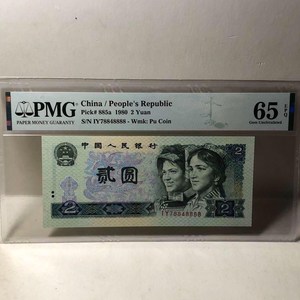 PMG
PAPER MONEY GUARANTY
China / People's Republic
Pick# 885a 1980 2 Yuan
S/N IY78848888 - Wmk: Pu Coin
65 EPQ
Gem Uncirculated
中国人民银行
贰圆
2
2
2
IY78848888